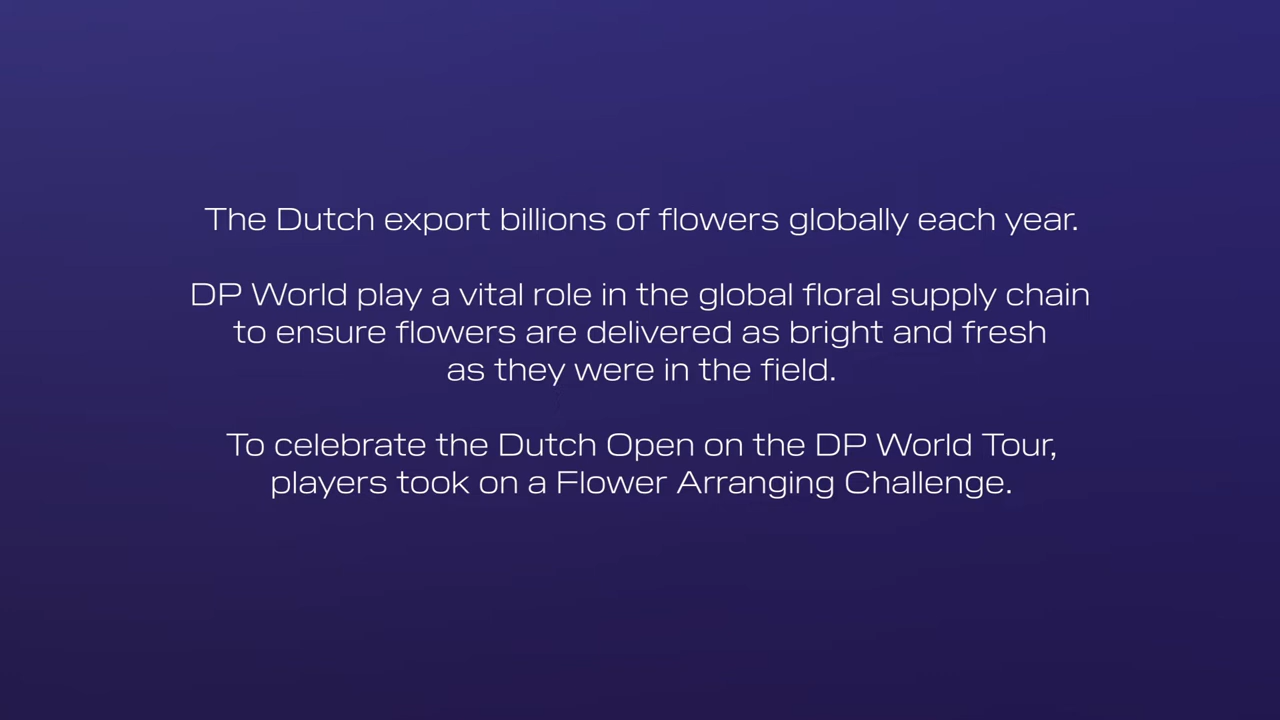 The Dutch export billions of flowers globally each year.
DP World play a vital role in the global floral supply chain
to ensure flowers are delivered as bright and fresh
as they were in the field.
To celebrate the Dutch Open on the DP World Tour,
players took on a Flower Arranging Challenge.